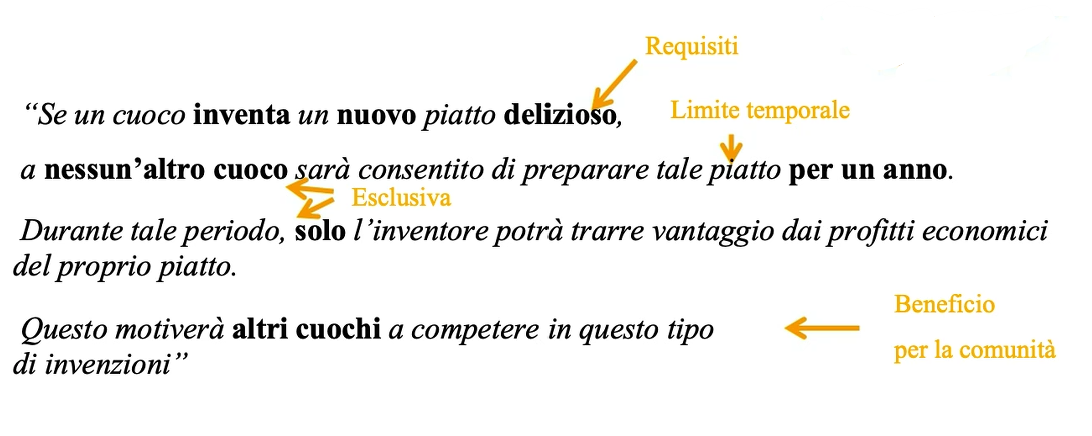 Requisiti
“Se un cuoco inventa un nuovo piatto delizioso,
Limite temporale
a nessun’altro cuoco sarà consentito di preparare tale piatto per un anno.
Esclusiva
Durante tale periodo, solo l’inventore potrà trarre vantaggio dai profitti economici
del proprio piatto.
Questo motiverà altri cuochi a competere in questo tipo
di invenzioni”
Beneficio
per la comunità